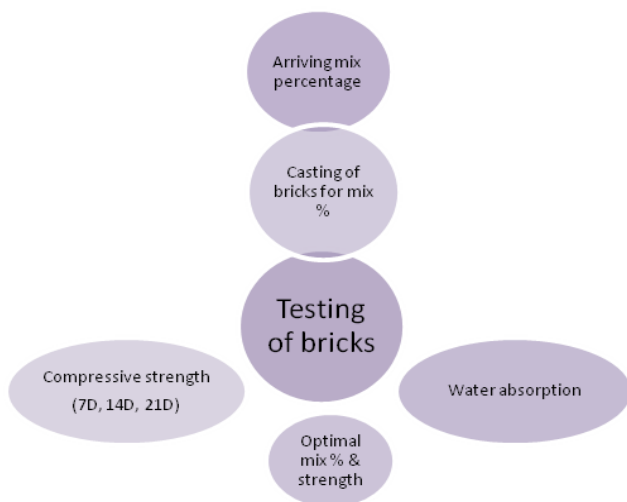 Arriving mix
percentage
Casting of
bricks for mix
%
Testing
of bricks
Compressive strength
(7D, 14D, 21D)
Water absorption
Optimal
mix % &
strength